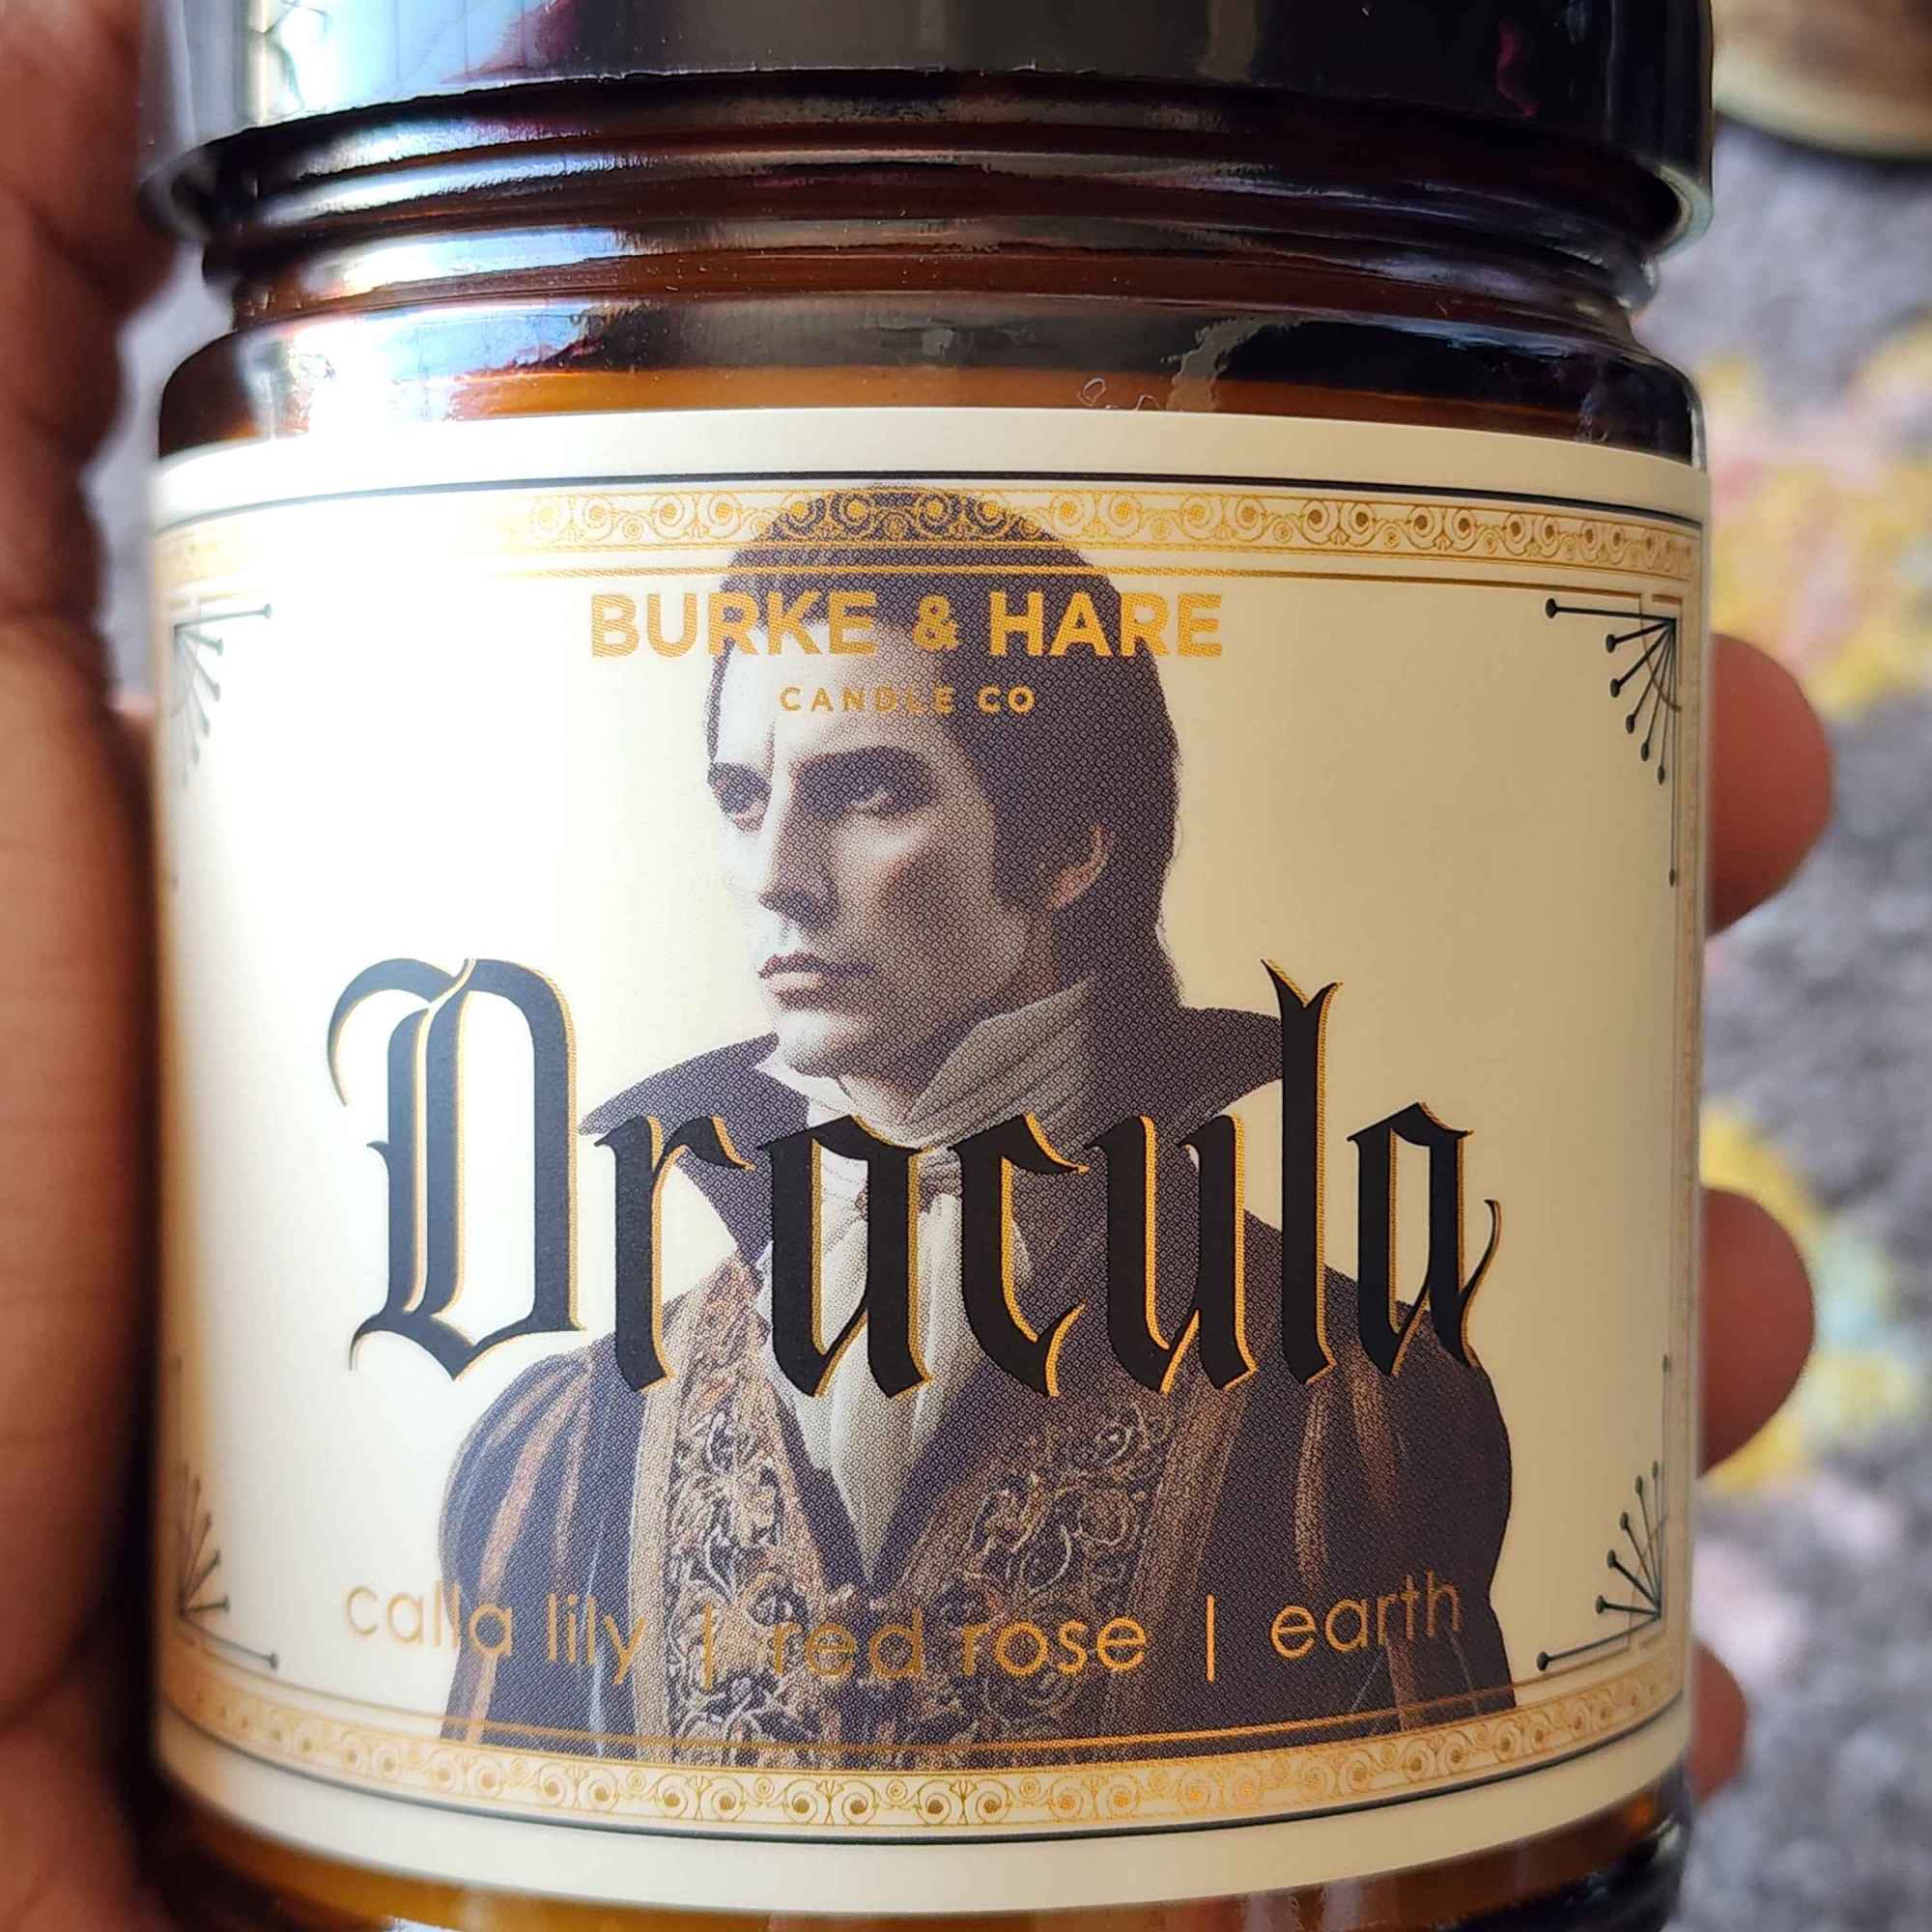 BURKE & HARE
CANDLE CO
Dracula
calla lily | red rose | earth